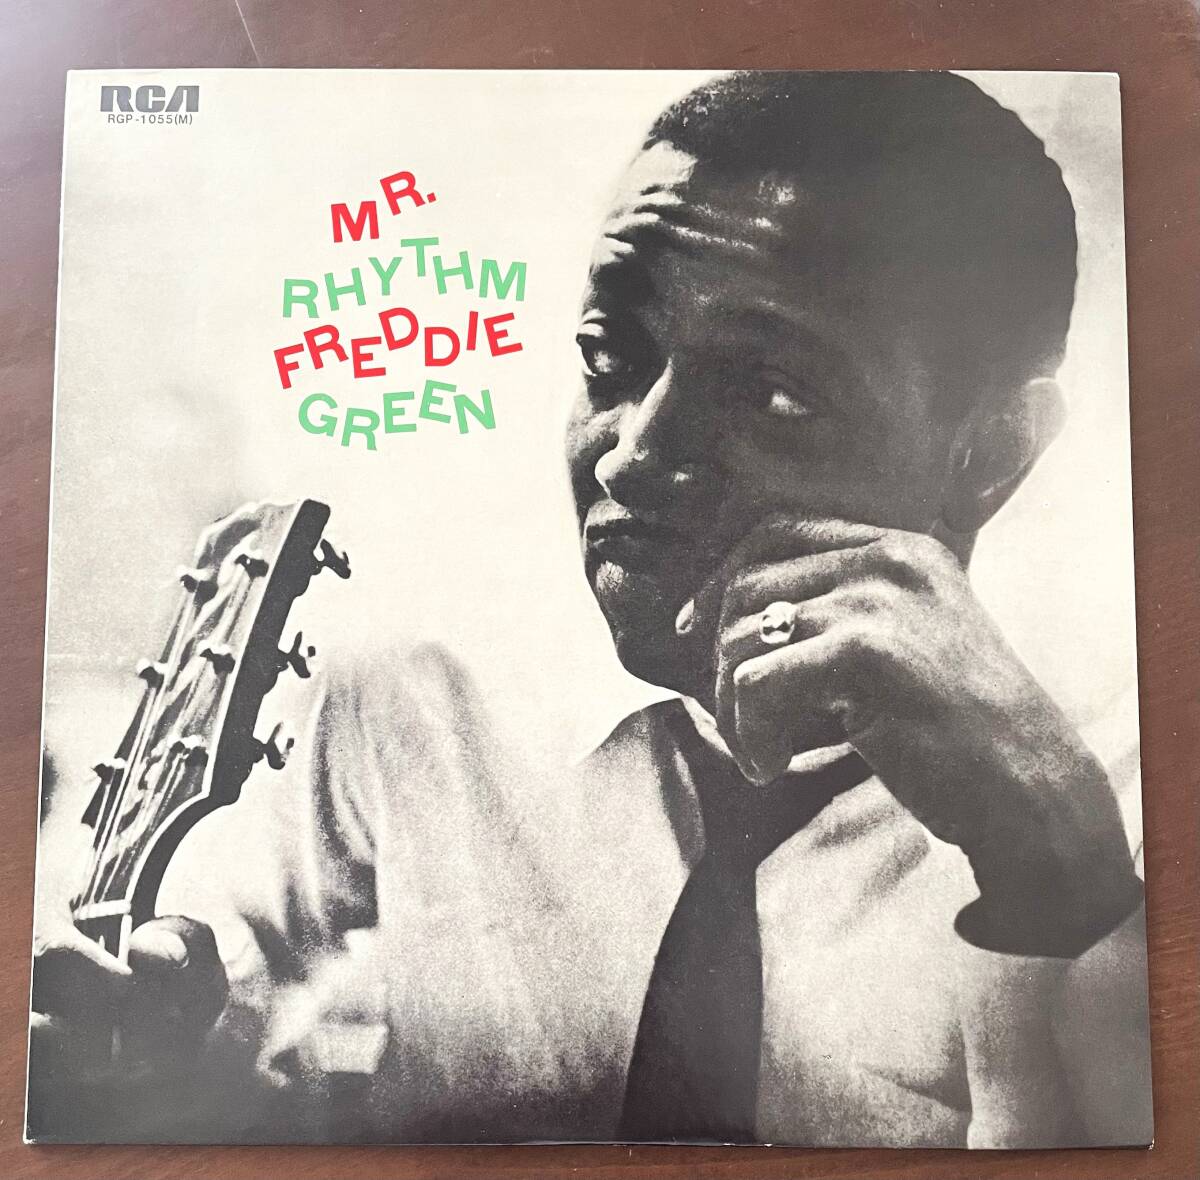 RCA
RGP-1055(M)
MR.
RHYTHM
FREDDIE
GREEN